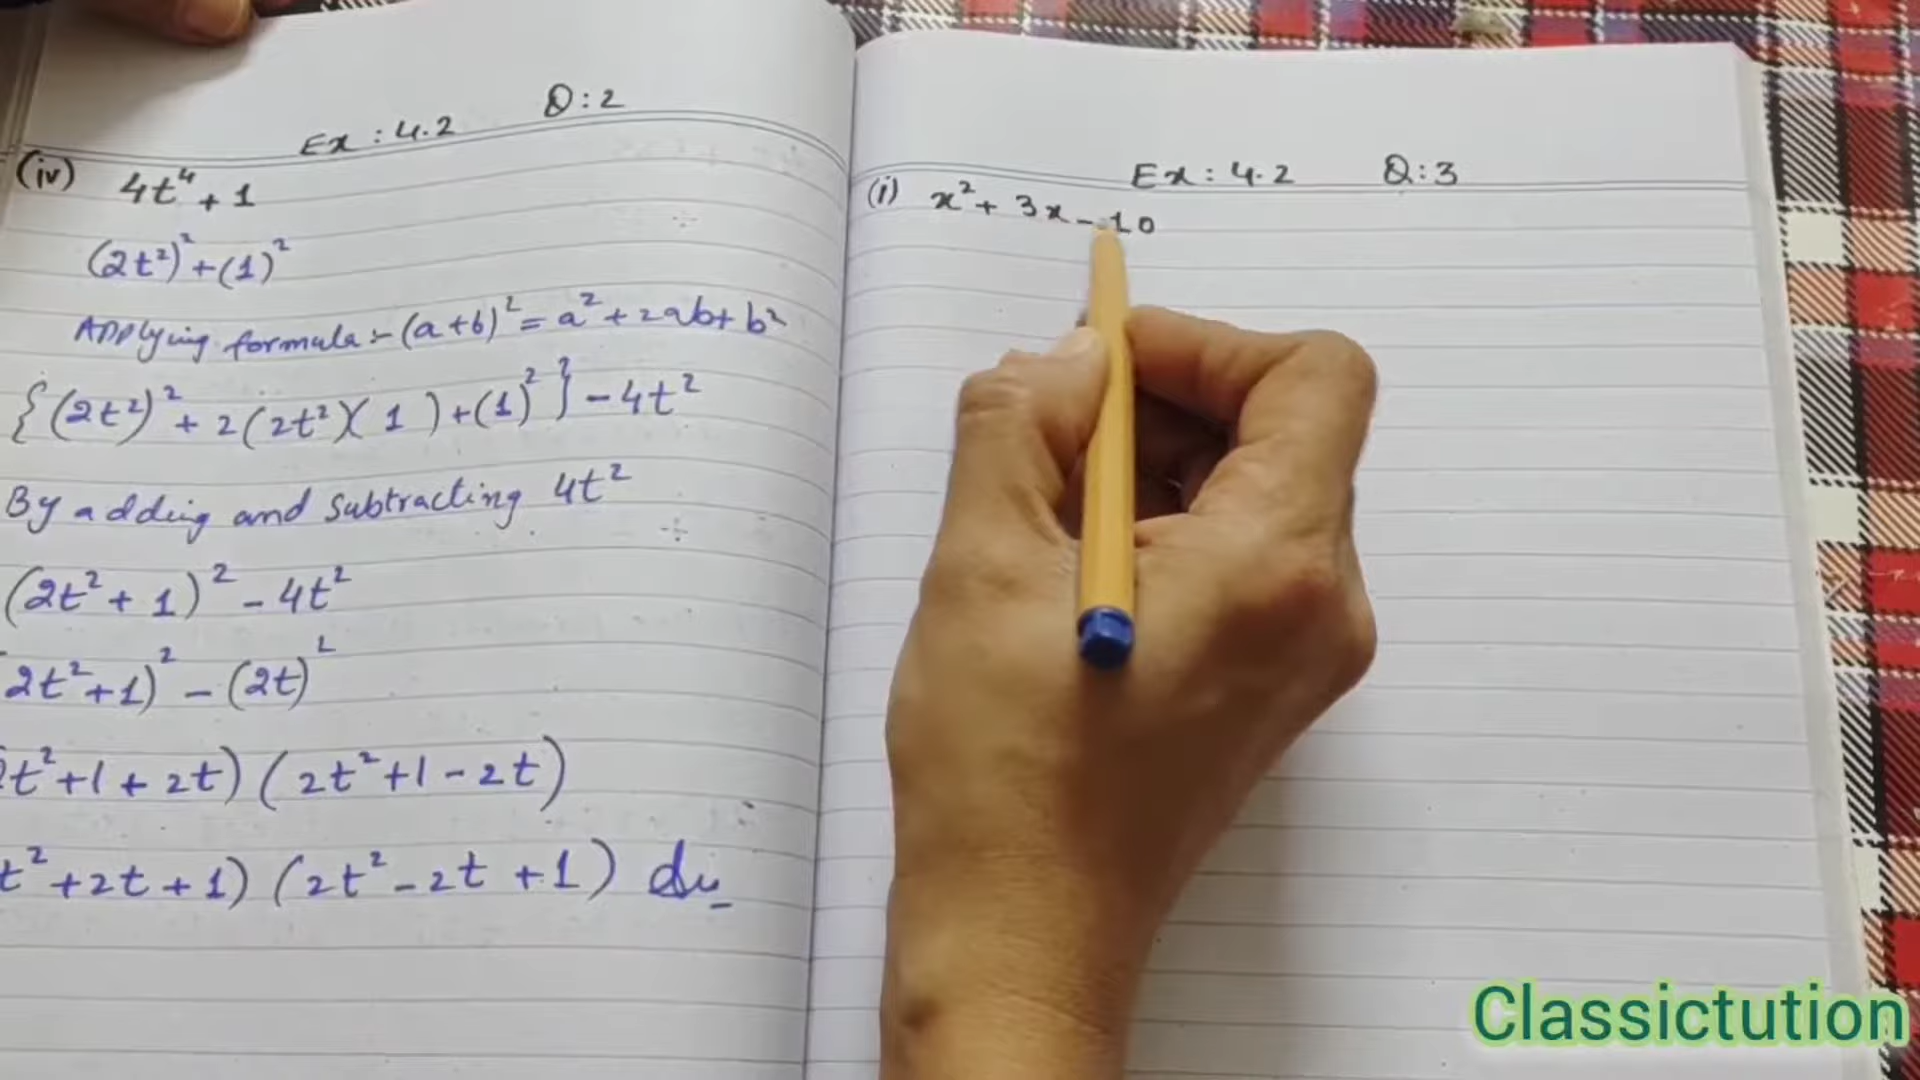 Ex : 4.2 Q : 2
(iv) 4t⁴ + 1
(2t²)² + (1)²
Applying formula :- (a+b)² = a² + 2ab + b²
{(2t²)² + 2(2t²)(1) + (1)²} - 4t²
By adding and subtracting 4t²
(2t² + 1)² - 4t²
2t² + 1)² - (2t)²
t² + 1 + 2t) (2t² + 1 - 2t)
t² + 2t + 1) (2t² - 2t + 1)
Ex : 4.2 Q : 3
(i) x² + 3x - 10
Classictution